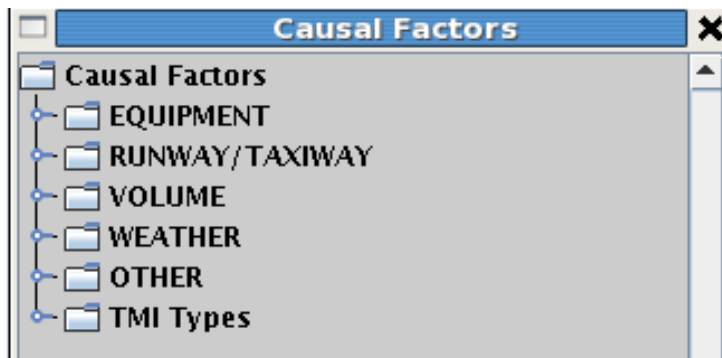 Causal Factors
Causal Factors
EQUIPMENT
RUNWAY/TAXIWAY
VOLUME
WEATHER
OTHER
TMI Types